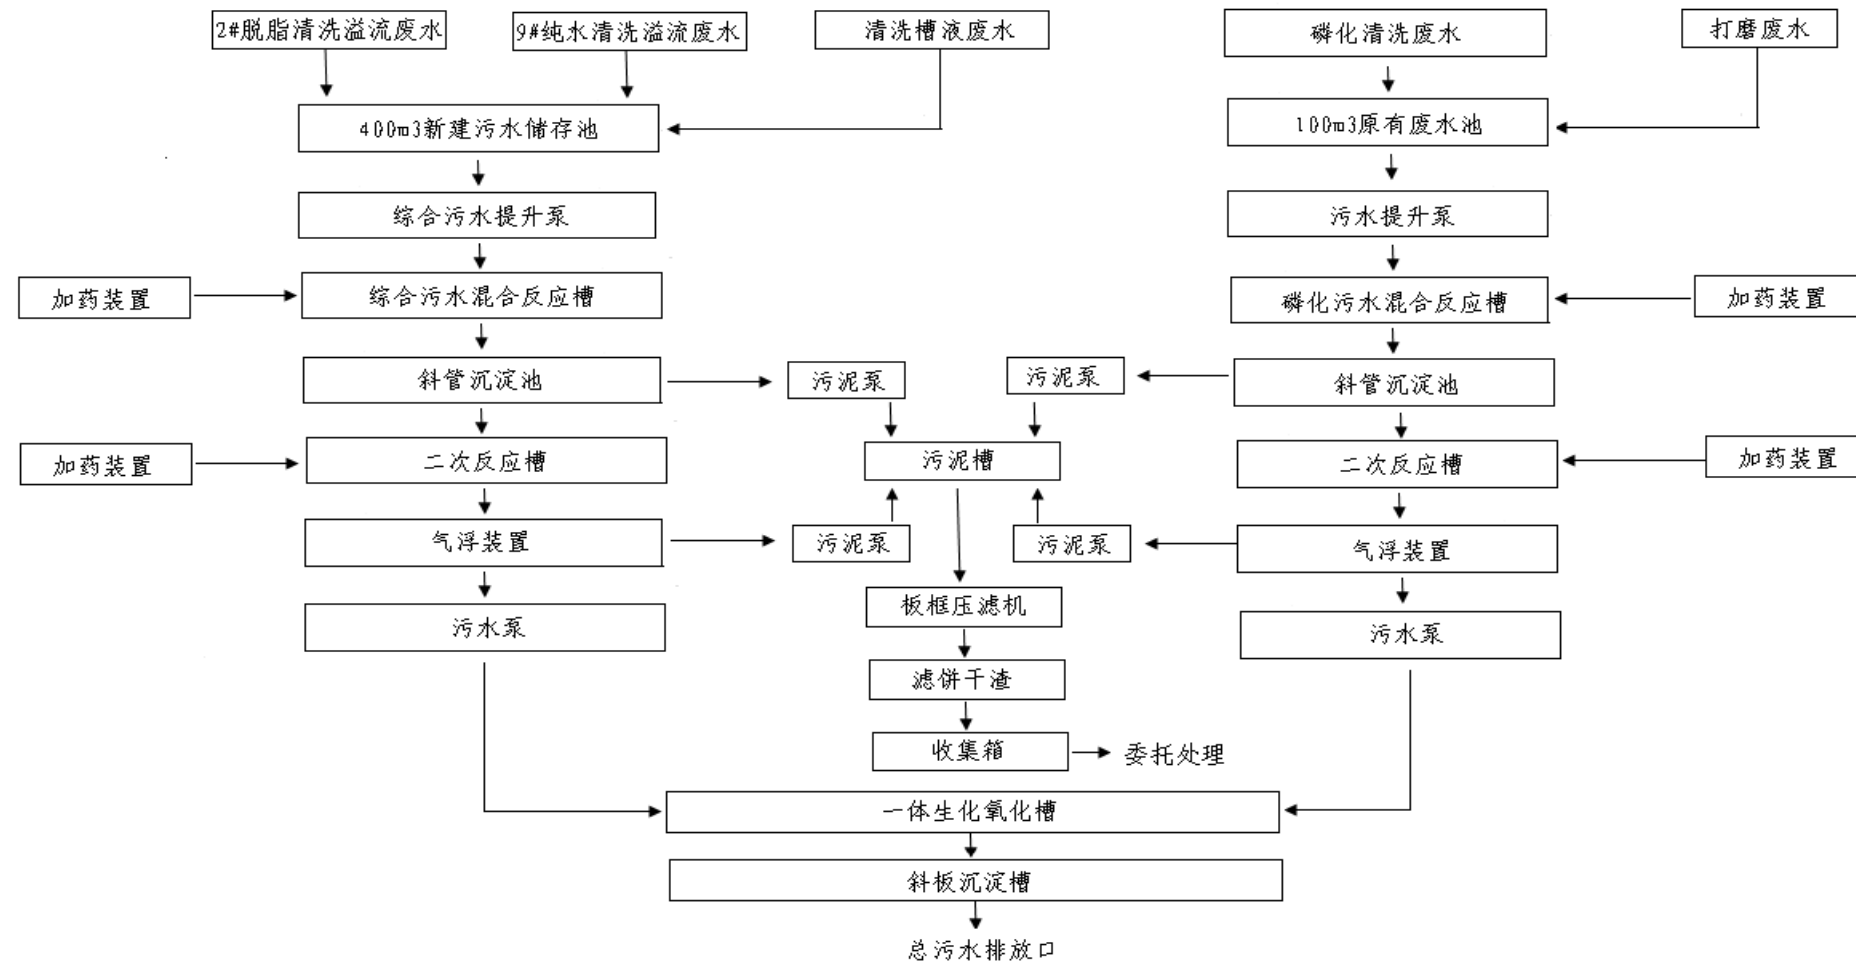 2#脱脂清洗溢流废水
9#纯水清洗溢流废水
清洗槽液废水
磷化清洗废水
打磨废水
400m3新建污水储存池
100m3原有废水池
综合污水提升泵
污水提升泵
加药装置
综合污水混合反应槽
磷化污水混合反应槽
加药装置
斜管沉淀池
污泥泵
污泥泵
斜管沉淀池
加药装置
二次反应槽
污泥槽
二次反应槽
加药装置
气浮装置
污泥泵
污泥泵
气浮装置
板框压滤机
污水泵
污水泵
滤饼干渣
收集箱
委托处理
一体生化氧化槽
斜板沉淀槽
总污水排放口